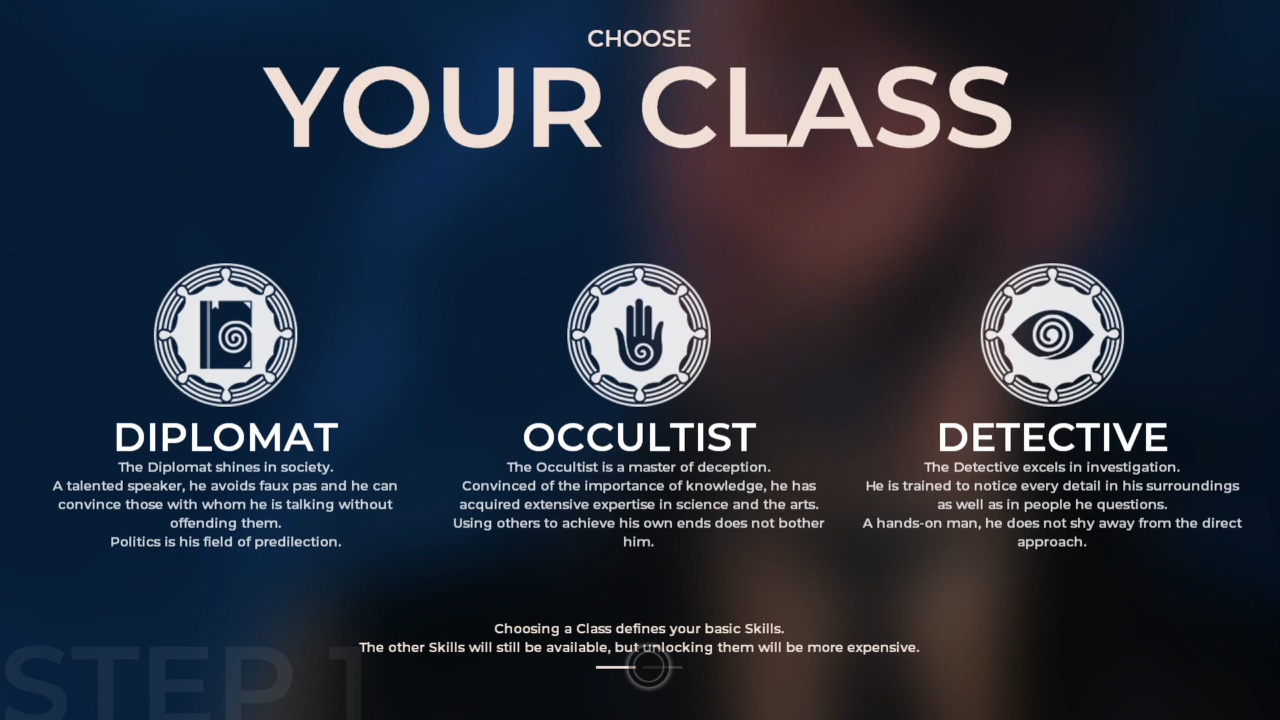 CHOOSE
YOUR CLASS
DIPLOMAT
The Diplomat shines in society.
A talented speaker, he avoids faux pas and he can
convince those with whom he is talking without
offending them.
Politics is his field of predilection.
OCCULTIST
The Occultist is a master of deception.
Convinced of the importance of knowledge, he has
acquired extensive expertise in science and the arts.
Using others to achieve his own ends does not bother
him.
DETECTIVE
The Detective excels in investigation.
He is trained to notice every detail in his surroundings
as well as in people he questions.
A hands-on man, he does not shy away from the direct
approach.
Choosing a Class defines your basic Skills.
The other Skills will still be available, but unlocking them will be more expensive.
STEP 1